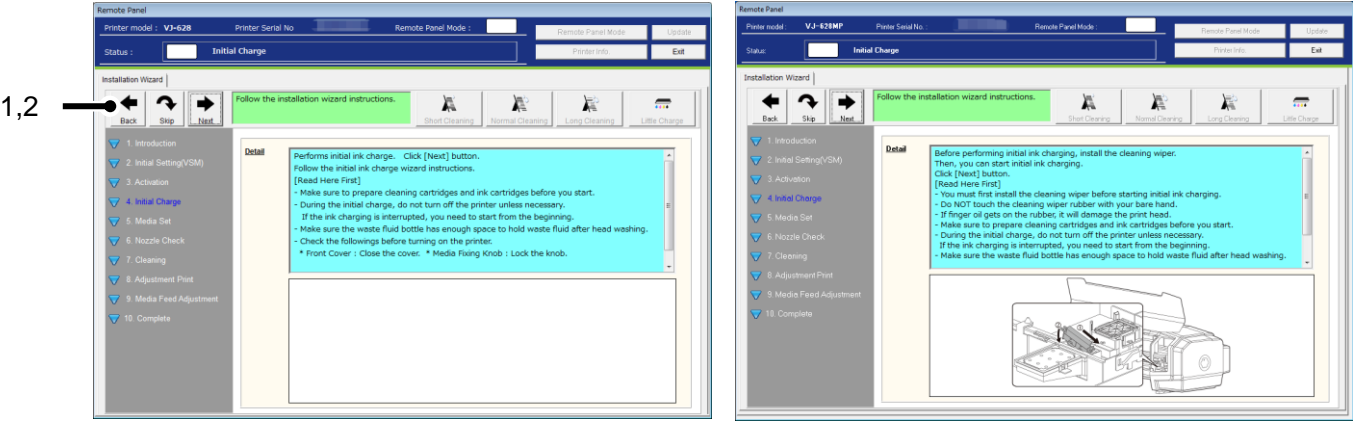 1,2
Remote Panel
Printer model : VJ-628 Printer Serial No Remote Panel Mode : Remote Panel Mode Update
Status : Initial Charge Printer Info Exit
Installation Wizard
Back Skip Next Follow the installation wizard instructions. Short Cleaning Normal Cleaning Long Cleaning Little Charge
1. Introduction
2. Initial Setting(VSM)
3. Activation
4. Initial Charge
5. Media Set
6. Nozzle Check
7. Cleaning
8. Adjustment Print
9. Media Feed Adjustment
10. Complete
Detail
Performs initial ink charge. Click [Next] button.
Follow the initial ink charge wizard instructions.
[Read Here First]
- Make sure to prepare cleaning cartridges and ink cartridges before you start.
- During the initial charge, do not turn off the printer unless necessary.
If the ink charging is interrupted, you need to start from the beginning.
- Make sure the waste fluid bottle has enough space to hold waste fluid after head washing.
- Check the followings before turning on the printer.
* Front Cover : Close the cover. * Media Fixing Knob : Lock the knob.
Remote Panel
Printer model : VJ-628MP Printer Serial No. : Remote Panel Mode : Remote Panel Mode Update
Status: Initial Charge Printer Info Exit
Installation Wizard
Back Skip Next Follow the installation wizard instructions. Short Cleaning Normal Cleaning Long Cleaning Little Charge
1. Introduction
2. Initial Setting(VSM)
3. Activation
4. Initial Charge
5. Media Set
6. Nozzle Check
7. Cleaning
8. Adjustment Print
9. Media Feed Adjustment
10. Complete
Detail
Before performing initial ink charging, install the cleaning wiper.
Then, you can start initial ink charging.
Click [Next] button.
[Read Here First]
- You must first install the cleaning wiper before starting initial ink charging.
- Do NOT touch the cleaning wiper rubber with your bare hand.
- If finger oil gets on the rubber, it will damage the print head.
- Make sure to prepare cleaning cartridges and ink cartridges before you start.
- During the initial charge, do not turn off the printer unless necessary.
If the ink charging is interrupted, you need to start from the beginning.
- Make sure the waste fluid bottle has enough space to hold waste fluid after head washing.